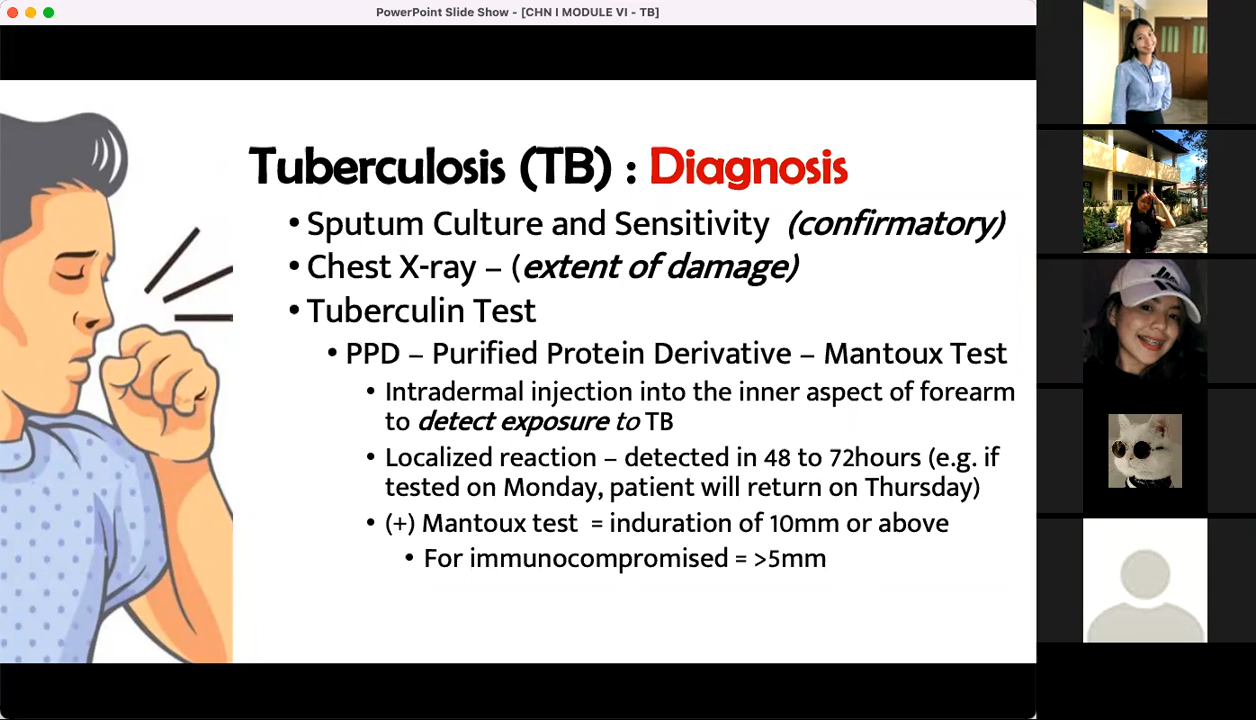 PowerPoint Slide Show - [CHN I MODULE VI - TB]
Tuberculosis (TB) : Diagnosis
• Sputum Culture and Sensitivity (confirmatory)
• Chest X-ray – (extent of damage)
• Tuberculin Test
• PPD – Purified Protein Derivative – Mantoux Test
• Intradermal injection into the inner aspect of forearm
to detect exposure to TB
• Localized reaction – detected in 48 to 72hours (e.g. if
tested on Monday, patient will return on Thursday)
• (+) Mantoux test = induration of 10mm or above
• For immunocompromised = >5mm